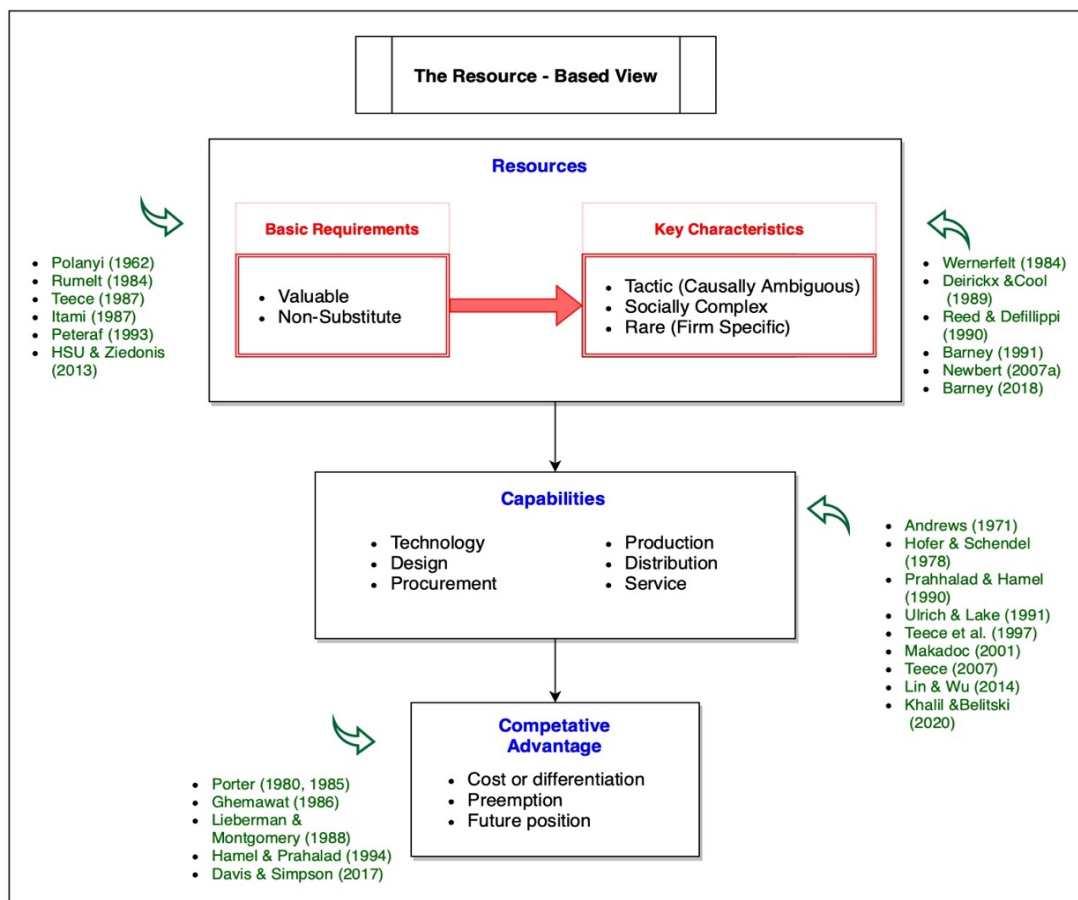 The Resource - Based View
Resources
Basic Requirements
• Valuable
• Non-Substitute
Key Characteristics
• Tactic (Causally Ambiguous)
• Socially Complex
• Rare (Firm Specific)
• Polanyi (1962)
• Rumelt (1984)
• Teece (1987)
• Itami (1987)
• Peteraf (1993)
• HSU & Ziedonis
(2013)
• Wernerfelt (1984)
• Deirickx &Cool
(1989)
• Reed & Defillippi
(1990)
• Barney (1991)
• Newbert (2007a)
• Barney (2018)
Capabilities
• Technology
• Design
• Procurement
• Production
• Distribution
• Service
• Andrews (1971)
• Hofer & Schendel
(1978)
• Prahhalad & Hamel
(1990)
• Ulrich & Lake (1991)
• Teece et al. (1997)
• Makadoc (2001)
• Teece (2007)
• Lin & Wu (2014)
• Khalil &Belitski
(2020)
Competative
Advantage
• Cost or differentiation
• Preemption
• Future position
• Porter (1980, 1985)
• Ghemawat (1986)
• Lieberman &
Montgomery (1988)
• Hamel & Prahalad (1994)
• Davis & Simpson (2017)